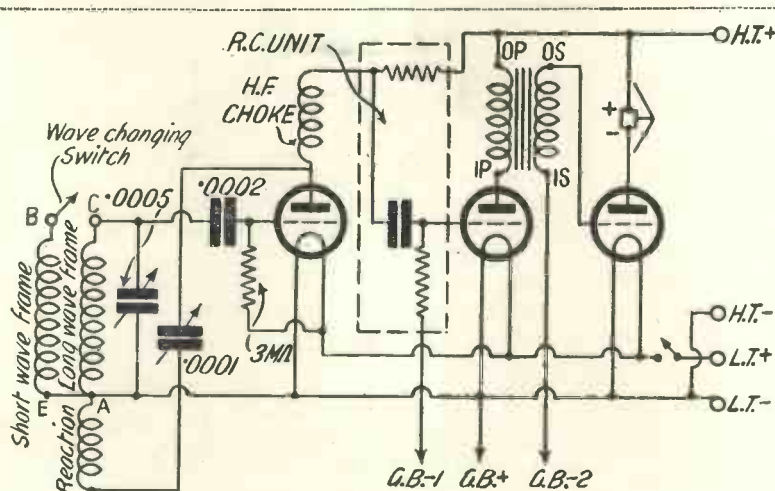 R.C. UNIT
OP OS
H.T.+
H.F.
CHOKE
+
-
Wave changing
Switch
IP IS
.0005
.0002
B
C
Short wave frame
Long wave frame
H.T.-
3MΩ
.0001
L.T.+
E
A
L.T.-
Reaction
G.B.-1
G.B.+
G.B.-2